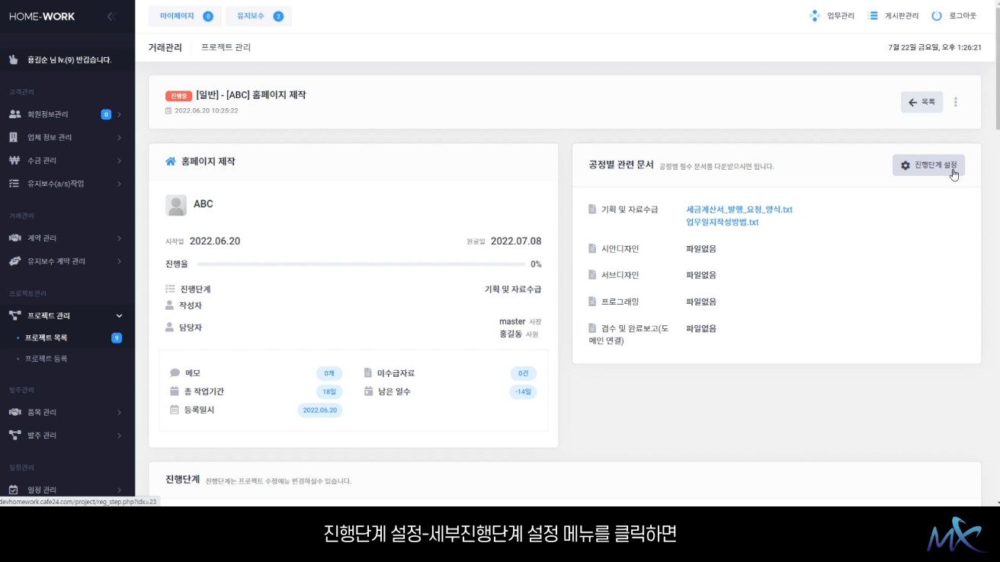 HOME-WORK
홍길순 님 lv.(9) 반갑습니다.
고객관리
회원정보관리 0
업체 정보 관리
수금 관리
유지보수(a/s)작업
거래관리
계약 관리
유지보수 계약 관리
프로젝트관리
프로젝트 관리
프로젝트 목록 9
프로젝트 등록
발주관리
품목 관리
발주 관리
일정관리
일정 관리
devhomework.cafe24.com/project/reg_step.php?idx=23
마이페이지 0 유지보수 2
업무관리 게시판관리 로그아웃
거래관리 프로젝트 관리
7월 22일 금요일, 오후 1:26:21
진행중 [일반] - [ABC] 홈페이지 제작
2022.06.20 10:25:22
목록
홈페이지 제작
ABC
시작일 2022.06.20 완료일 2022.07.08
진행율 0%
진행단계 기획 및 자료수급
작성자
담당자
master 사장
홍길동 사원
메모 0개 미수급자료 0건
총 작업기간 18일 남은 일수 -14일
등록일시 2022.06.20
공정별 관련 문서 공정별 필수 문서를 다운받으시면 됩니다.
진행단계 설정
기획 및 자료수급 세금계산서_발행_요청_양식.txt
업무일지작성방법.txt
시안디자인 파일없음
서브디자인 파일없음
프로그래밍 파일없음
검수 및 완료보고(도 파일없음
메인 연결)
진행단계 진행단계는 프로젝트 수정메뉴 변경하실수 있습니다.
진행단계 설정-세부진행단계 설정 메뉴를 클릭하면